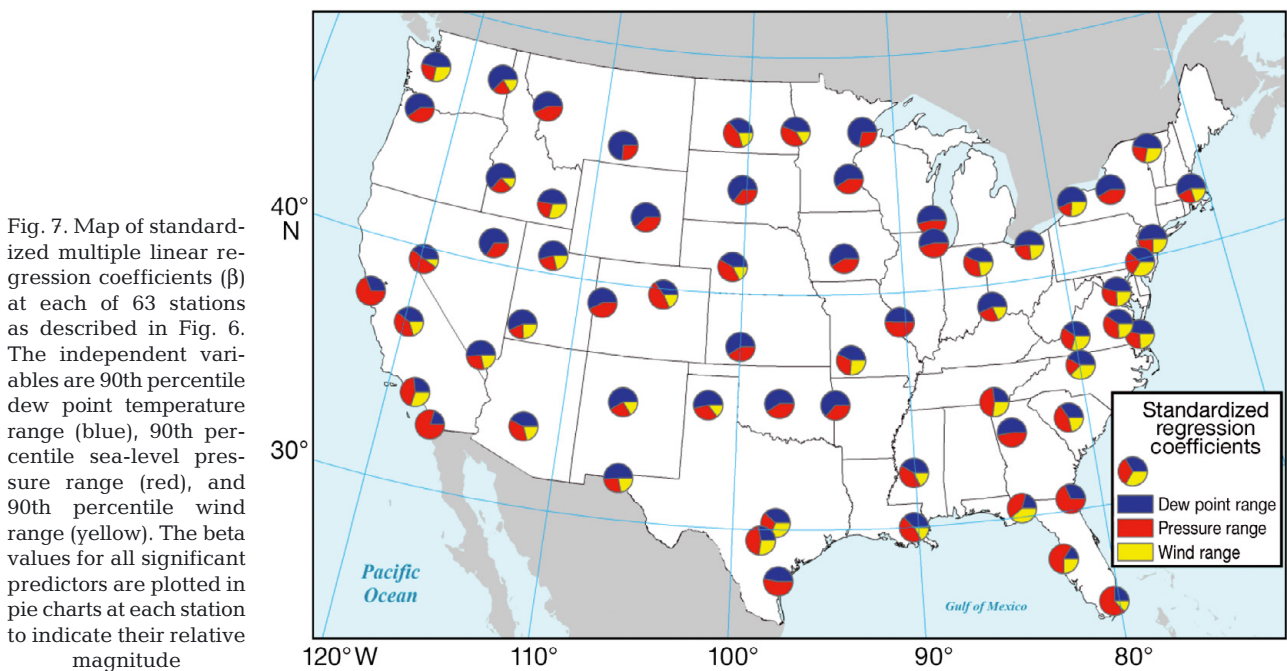 Fig. 7. Map of standard-
ized multiple linear re-
gression coefficients (β)
at each of 63 stations
as described in Fig. 6.
The independent vari-
ables are 90th percentile
dew point temperature
range (blue), 90th per-
centile sea-level pres-
sure range (red), and
90th percentile wind
range (yellow). The beta
values for all significant
predictors are plotted in
pie charts at each station
to indicate their relative
magnitude
40°
N
30°
120°W
110°
100°
90°
80°
Pacific
Ocean
Gulf of Mexico
Standardized
regression
coefficients
Dew point range
Pressure range
Wind range